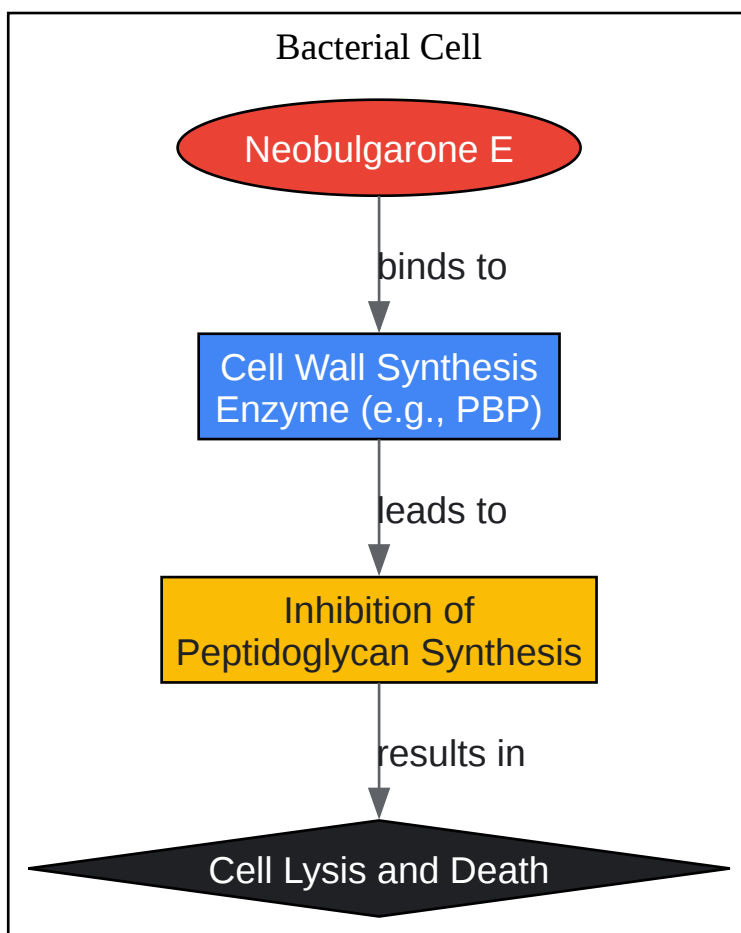 Bacterial Cell
Neobulgarone E
binds to
Cell Wall Synthesis
Enzyme (e.g., PBP)
leads to
Inhibition of
Peptidoglycan Synthesis
results in
Cell Lysis and Death